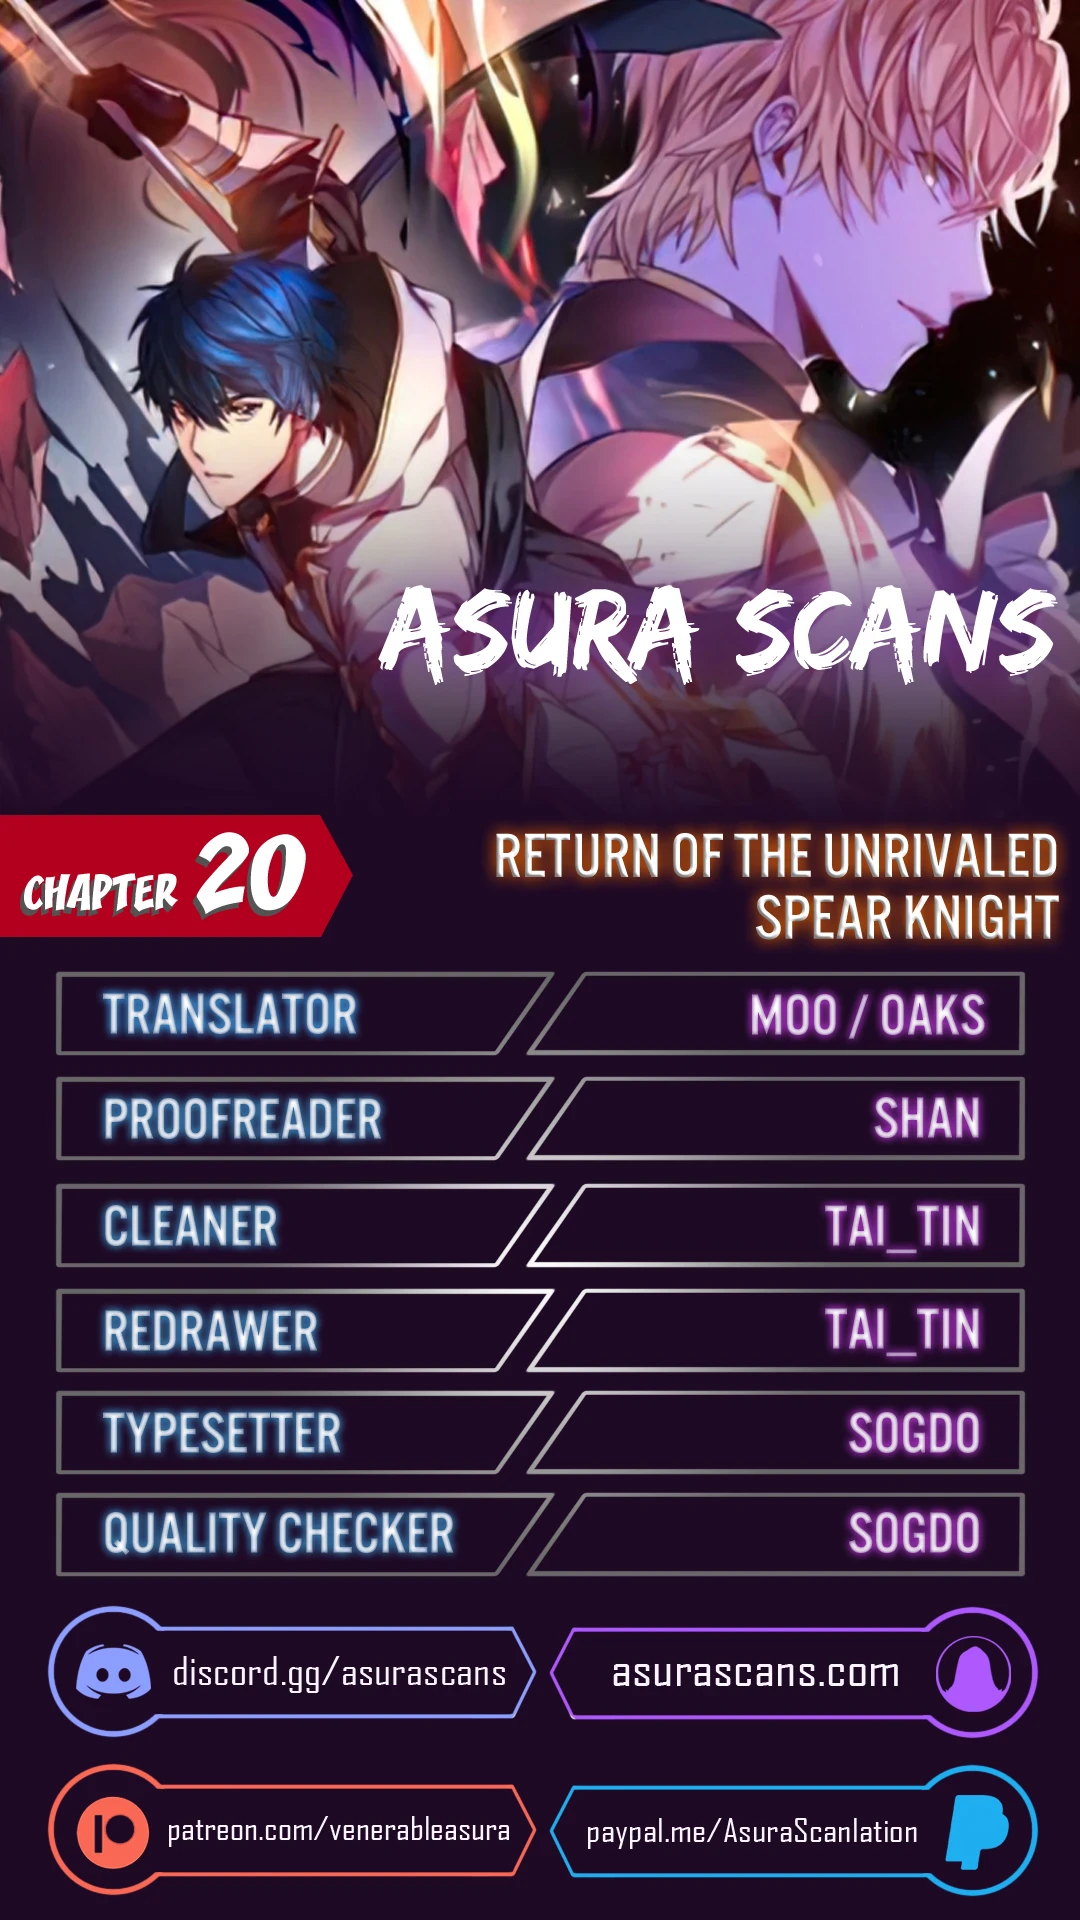 ASURA SCANS
CHAPTER 20
RETURN OF THE UNRIVALED
SPEAR KNIGHT
TRANSLATOR
MOO / OAKS
PROOFREADER
SHAN
CLEANER
TAI_TIN
REDRAWER
TAI_TIN
TYPESETTER
SOGDO
QUALITY CHECKER
SOGDO
discord.gg/asurascans
asurascans.com
patreon.com/venerableasura
paypal.me/AsuraScanlation